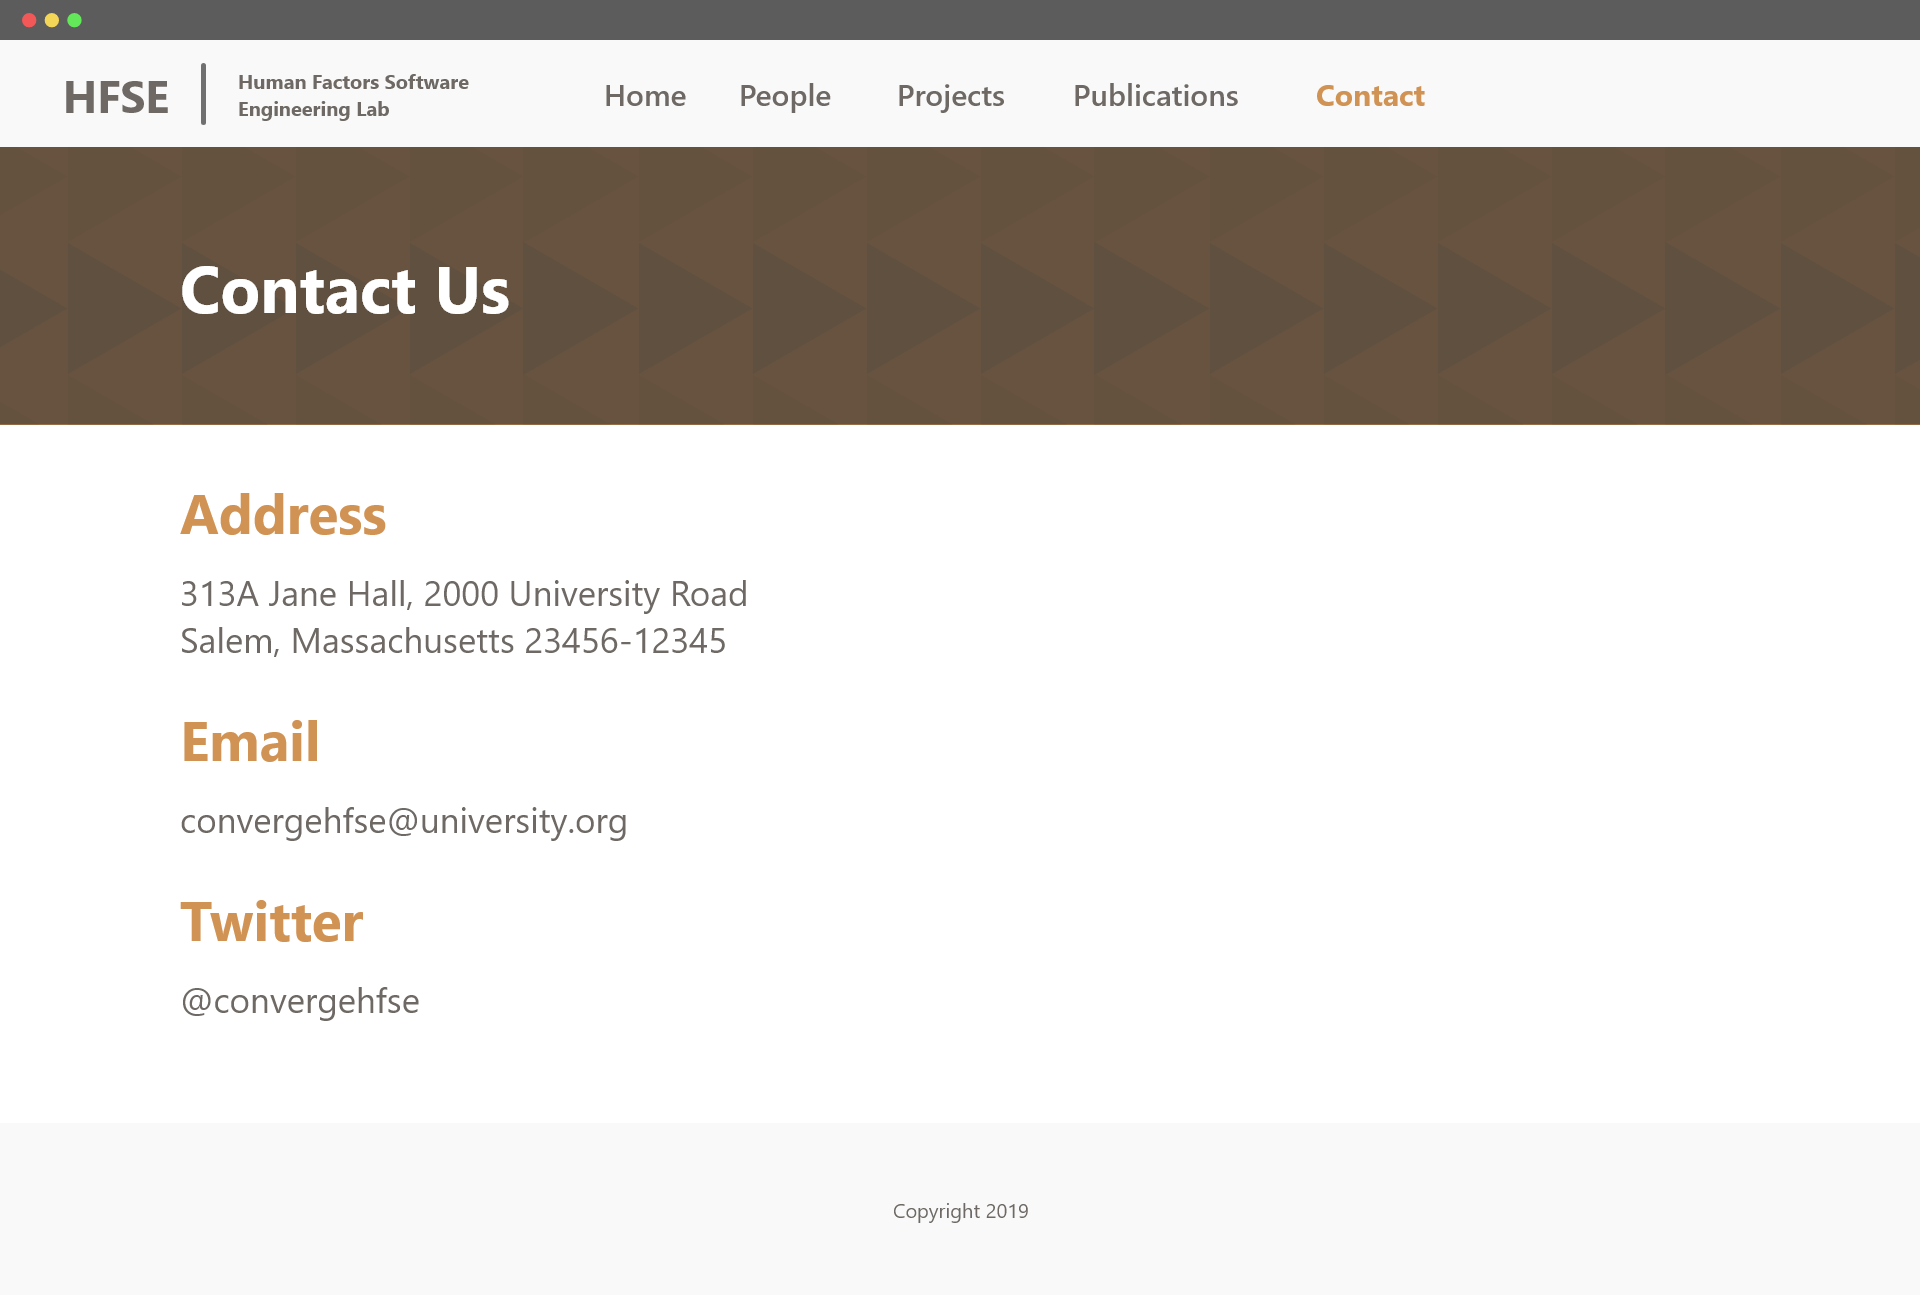 HFSE
Human Factors Software
Engineering Lab
Home
People
Projects
Publications
Contact
Contact Us
Address
313A Jane Hall, 2000 University Road
Salem, Massachusetts 23456-12345
Email
convergehfse@university.org
Twitter
@convergehfse
Copyright 2019